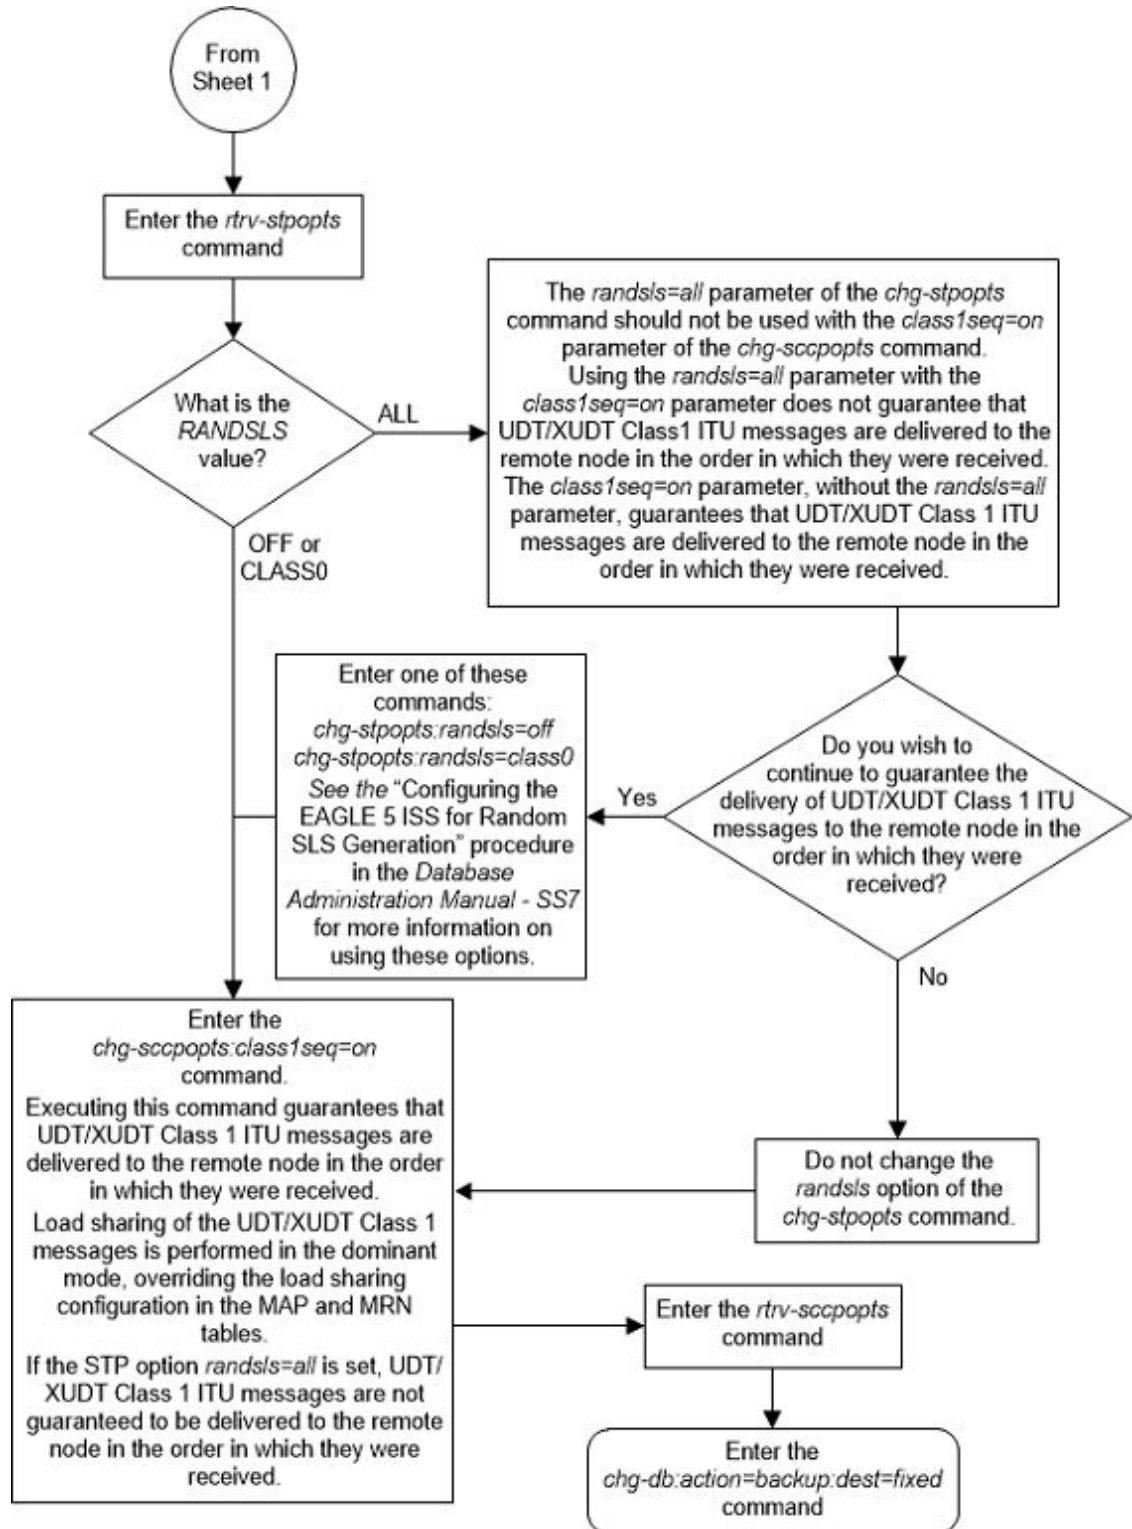 From
Sheet 1
Enter the rtrv-stpopts
command
What is the
RANDSLS
value?
ALL
OFF or
CLASS0
The randsls=all parameter of the chg-stpopts
command should not be used with the class1seq=on
parameter of the chg-sccpopts command.
Using the randsls=all parameter with the
class1seq=on parameter does not guarantee that
UDT/XUDT Class1 ITU messages are delivered to the
remote node in the order in which they were received.
The class1seq=on parameter, without the randsls=all
parameter, guarantees that UDT/XUDT Class 1 ITU
messages are delivered to the remote node in the
order in which they were received.
Do you wish to
continue to guarantee the
delivery of UDT/XUDT Class 1 ITU
messages to the remote node in the
order in which they were
received?
Yes
No
Enter one of these
commands:
chg-stpopts:randsls=off
chg-stpopts:randsls=class0
See the “Configuring the
EAGLE 5 ISS for Random
SLS Generation” procedure
in the Database
Administration Manual - SS7
for more information on
using these options.
Do not change the
randsls option of the
chg-stpopts command.
Enter the
chg-sccpopts:class1seq=on
command.
Executing this command guarantees that
UDT/XUDT Class 1 ITU messages are
delivered to the remote node in the order
in which they were received.
Load sharing of the UDT/XUDT Class 1
messages is performed in the dominant
mode, overriding the load sharing
configuration in the MAP and MRN
tables.
If the STP option randsls=all is set, UDT/
XUDT Class 1 ITU messages are not
guaranteed to be delivered to the remote
node in the order in which they were
received.
Enter the rtrv-sccpopts
command
Enter the
chg-db:action=backup:dest=fixed
command